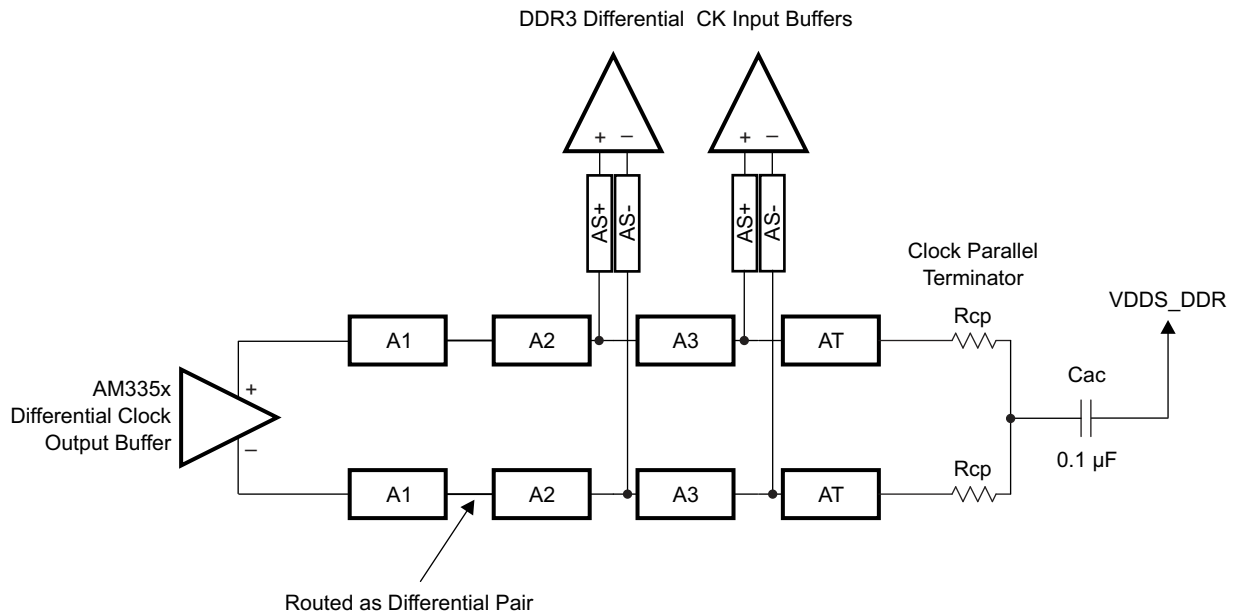 DDR3 Differential CK Input Buffers
+ − + −
AS+ AS- AS+ AS-
Clock Parallel
Terminator
VDDS_DDR
Rcp
A1 A2 A3 AT
AM335x
Differential Clock
Output Buffer
+
−
Cac
0.1 µF
Rcp
A1 A2 A3 AT
Routed as Differential Pair